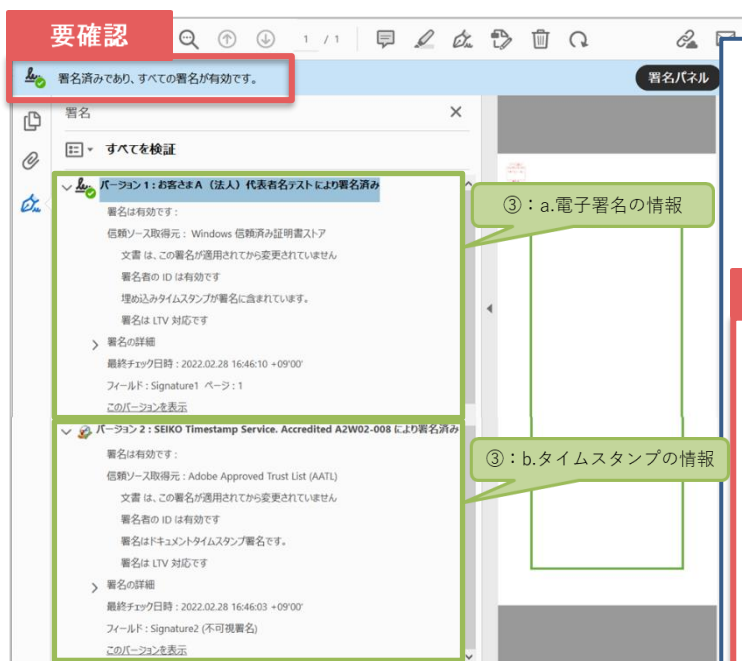 要確認
1 / 1
署名済みであり、すべての署名が有効です。
署名パネル
署名
すべてを検証
バージョン 1 : お客さまA (法人) 代表者名テスト により署名済み
署名は有効です :
信頼ソース取得元 : Windows 信頼済み証明書ストア
文書 は、この署名が適用されてから変更されていません
署名者の ID は有効です
埋め込みタイムスタンプが署名に含まれています。
署名は LTV 対応です
署名の詳細
最終チェック日時 : 2022.02.28 16:46:10 +09'00'
フィールド : Signature1 ページ : 1
このバージョンを表示
③:a.電子署名の情報
バージョン 2 : SEIKO Timestamp Service. Accredited A2W02-008 により署名済み
署名は有効です :
信頼ソース取得元 : Adobe Approved Trust List (AATL)
文書 は、この署名が適用されてから変更されていません
署名者の ID は有効です
署名はドキュメントタイムスタンプ署名です。
署名は LTV 対応です
署名の詳細
最終チェック日時 : 2022.02.28 16:46:03 +09'00'
フィールド : Signature2 (不可視署名)
このバージョンを表示
③:b.タイムスタンプの情報